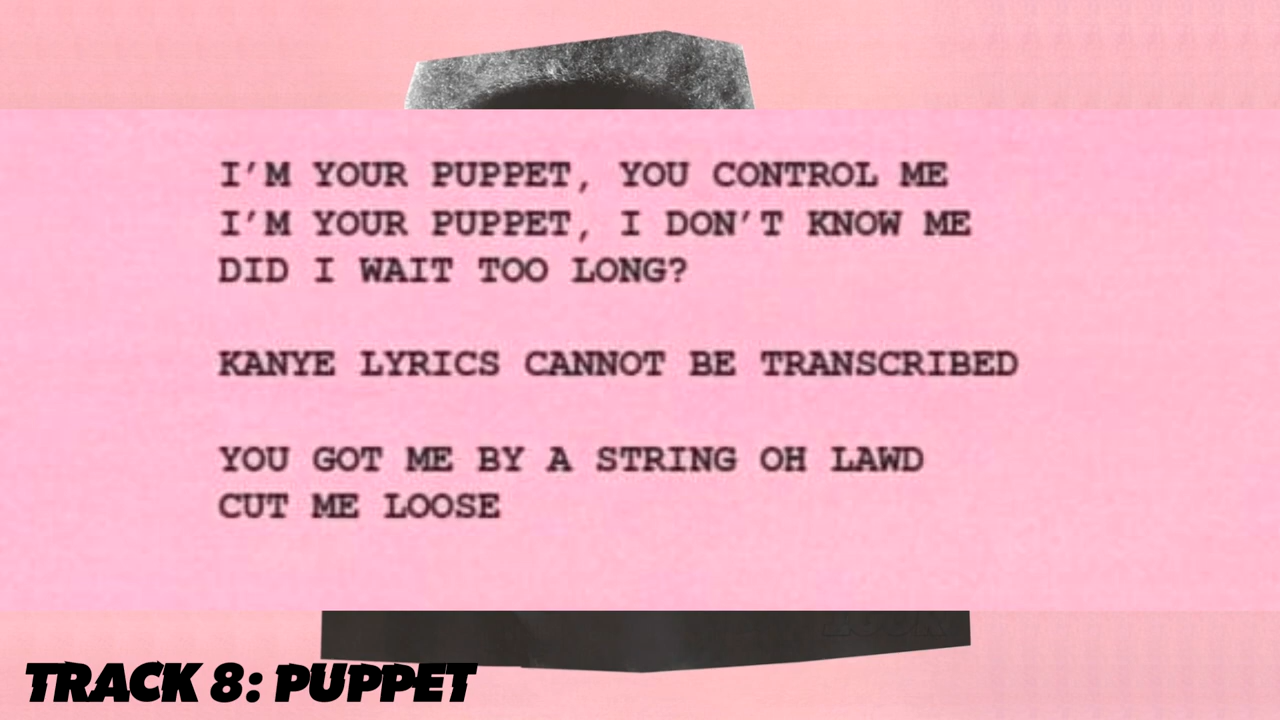 I'M YOUR PUPPET, YOU CONTROL ME
I'M YOUR PUPPET, I DON'T KNOW ME
DID I WAIT TOO LONG?
KANYE LYRICS CANNOT BE TRANSCRIBED
YOU GOT ME BY A STRING OH LAWD
CUT ME LOOSE
TRACK 8: PUPPET